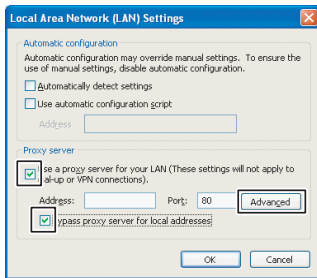 Local Area Network (LAN) Settings
Automatic configuration
Automatic configuration may override manual settings. To ensure the
use of manual settings, disable automatic configuration.
Automatically detect settings
Use automatic configuration script
Address
Proxy server
se a proxy server for your LAN (These settings will not apply to
al-up or VPN connections).
Address:
Port: 80
Advanced
ypass proxy server for local addresses
OK
Cancel